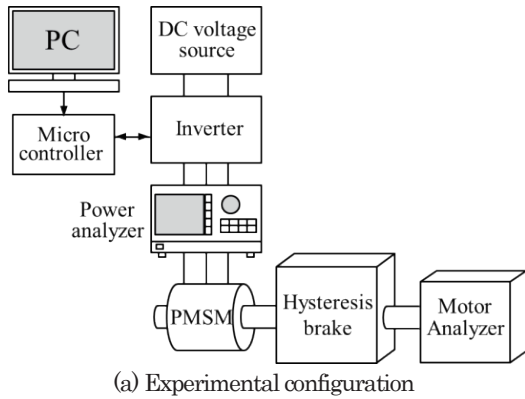 PC
DC voltage
source
Micro
controller
Inverter
Power
analyzer
PMSM
Hysteresis
brake
Motor
Analyzer
(a) Experimental configuration